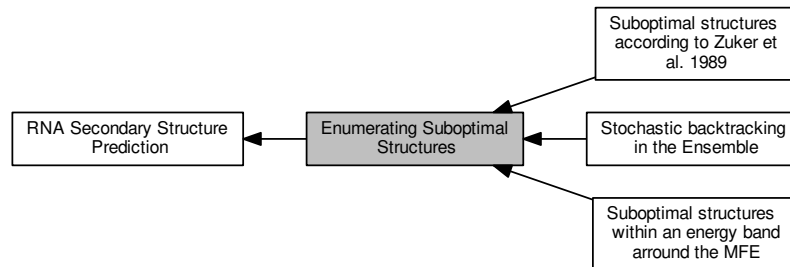 Suboptimal structures
according to Zuker et
al. 1989
RNA Secondary Structure
Prediction
Enumerating Suboptimal
Structures
Stochastic backtracking
in the Ensemble
Suboptimal structures
within an energy band
arround the MFE